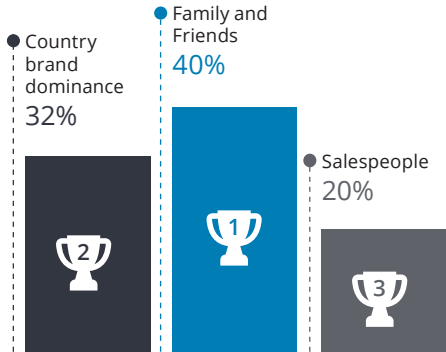 Country
brand
dominance
32%
2
Family and
Friends
40%
1
Salespeople
20%
3